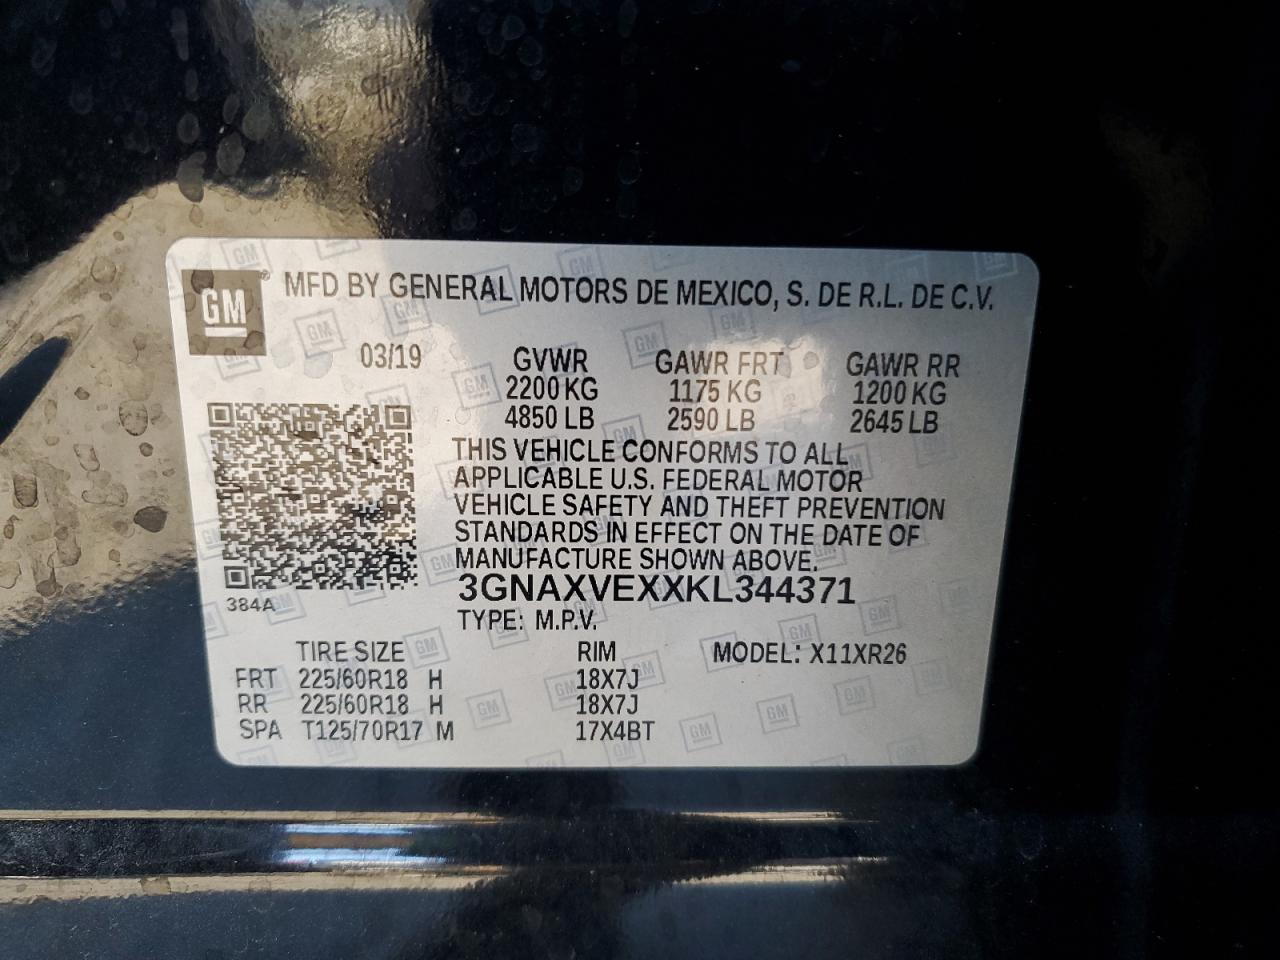 GM® MFD BY GENERAL MOTORS DE MEXICO, S. DE R.L. DE C.V.
03/19 GVWR GAWR FRT GAWR RR
2200 KG 1175 KG 1200 KG
4850 LB 2590 LB 2645 LB
THIS VEHICLE CONFORMS TO ALL
APPLICABLE U.S. FEDERAL MOTOR
VEHICLE SAFETY AND THEFT PREVENTION
STANDARDS IN EFFECT ON THE DATE OF
MANUFACTURE SHOWN ABOVE.
3GNAXVEXXKL344371
384A
TYPE: M.P.V.
TIRE SIZE RIM MODEL: X11XR26
FRT 225/60R18 H 18X7J
RR 225/60R18 H 18X7J
SPA T125/70R17 M 17X4BT